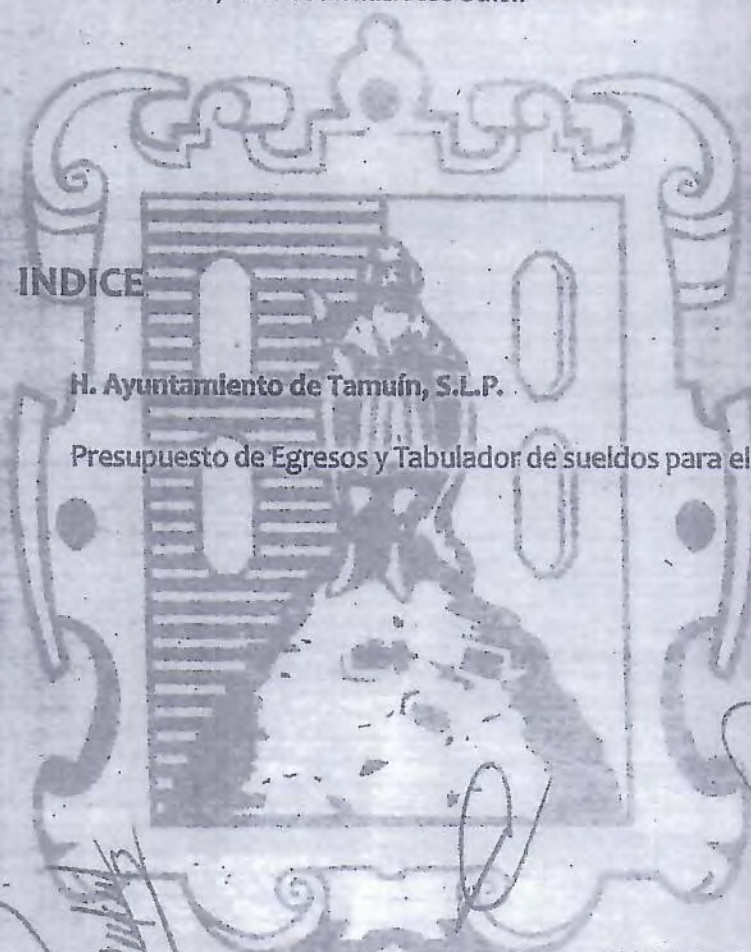 INDICE
H. Ayuntamiento de Tamuín, S.L.P.
Presupuesto de Egresos y Tabulador de sueldos para el